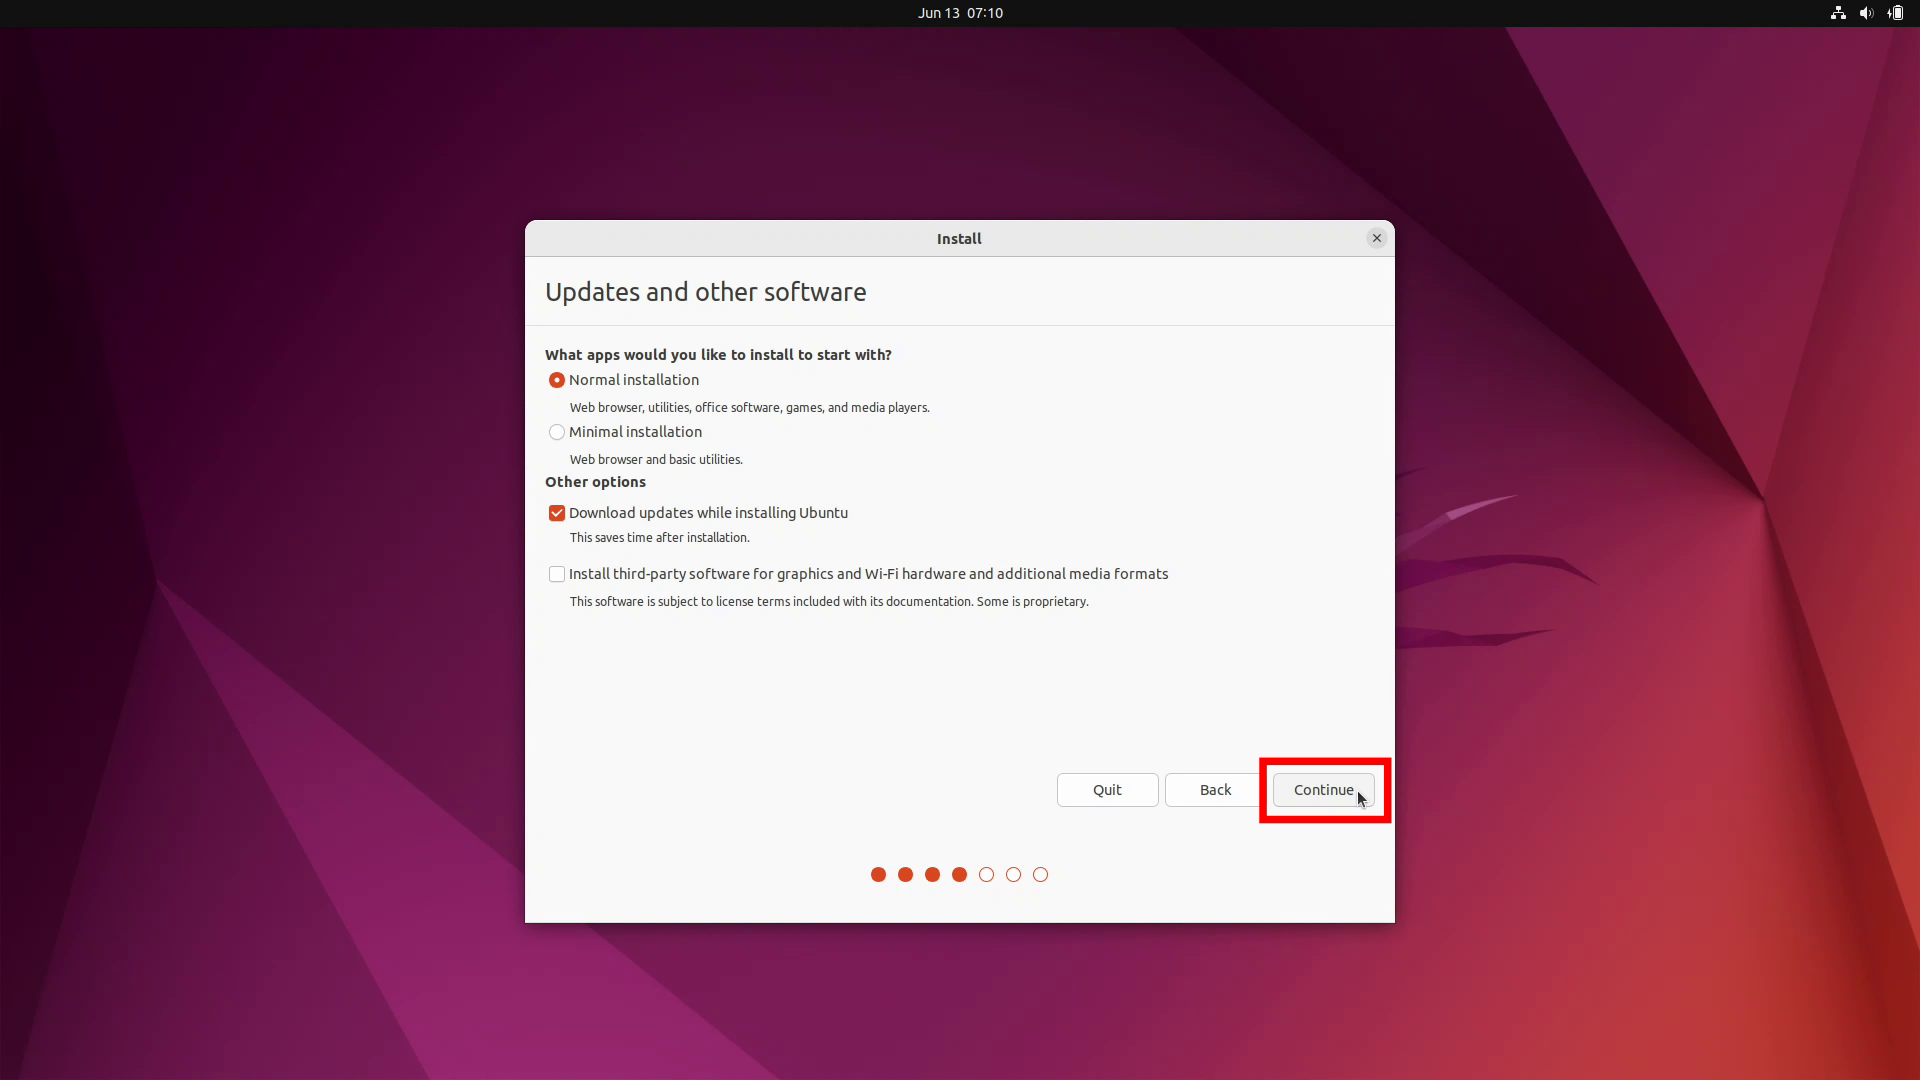 Jun 13 07:10
Install
Updates and other software
What apps would you like to install to start with?
Normal installation
Web browser, utilities, office software, games, and media players.
Minimal installation
Web browser and basic utilities.
Other options
Download updates while installing Ubuntu
This saves time after installation.
Install third-party software for graphics and Wi-Fi hardware and additional media formats
This software is subject to license terms included with its documentation. Some is proprietary.
Quit Back Continue